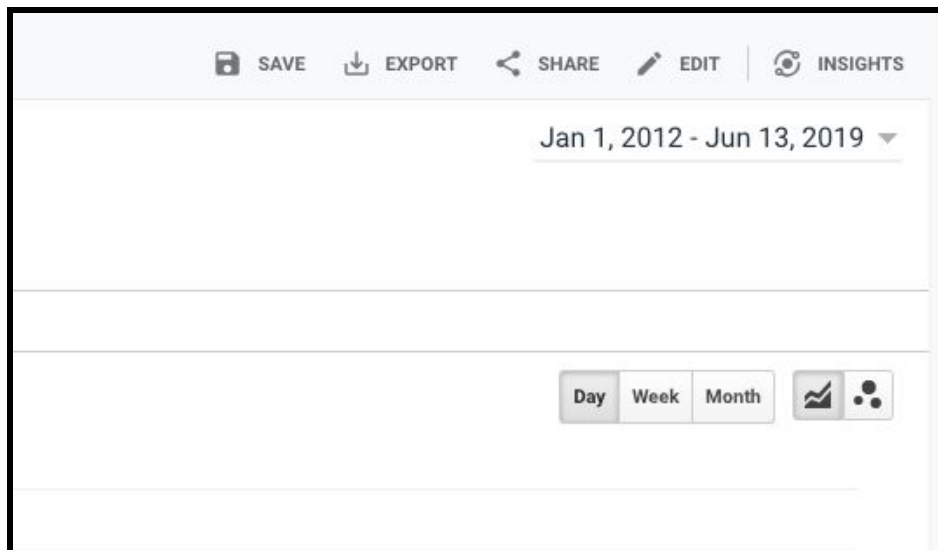 SAVE EXPORT SHARE EDIT INSIGHTS
Jan 1, 2012 - Jun 13, 2019
Day Week Month